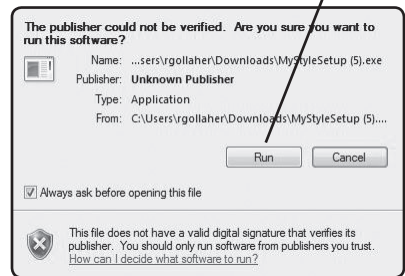 The publisher could not be verified. Are you sure you want to
run this software?
Name: ...sers\rgollaher\Downloads\MyStyleSetup (5).exe
Publisher: Unknown Publisher
Type: Application
From: C:\Users\rgollaher\Downloads\MyStyleSetup (5)....
Run Cancel
Always ask before opening this file
This file does not have a valid digital signature that verifies its
publisher. You should only run software from publishers you trust.
How can I decide what software to run?